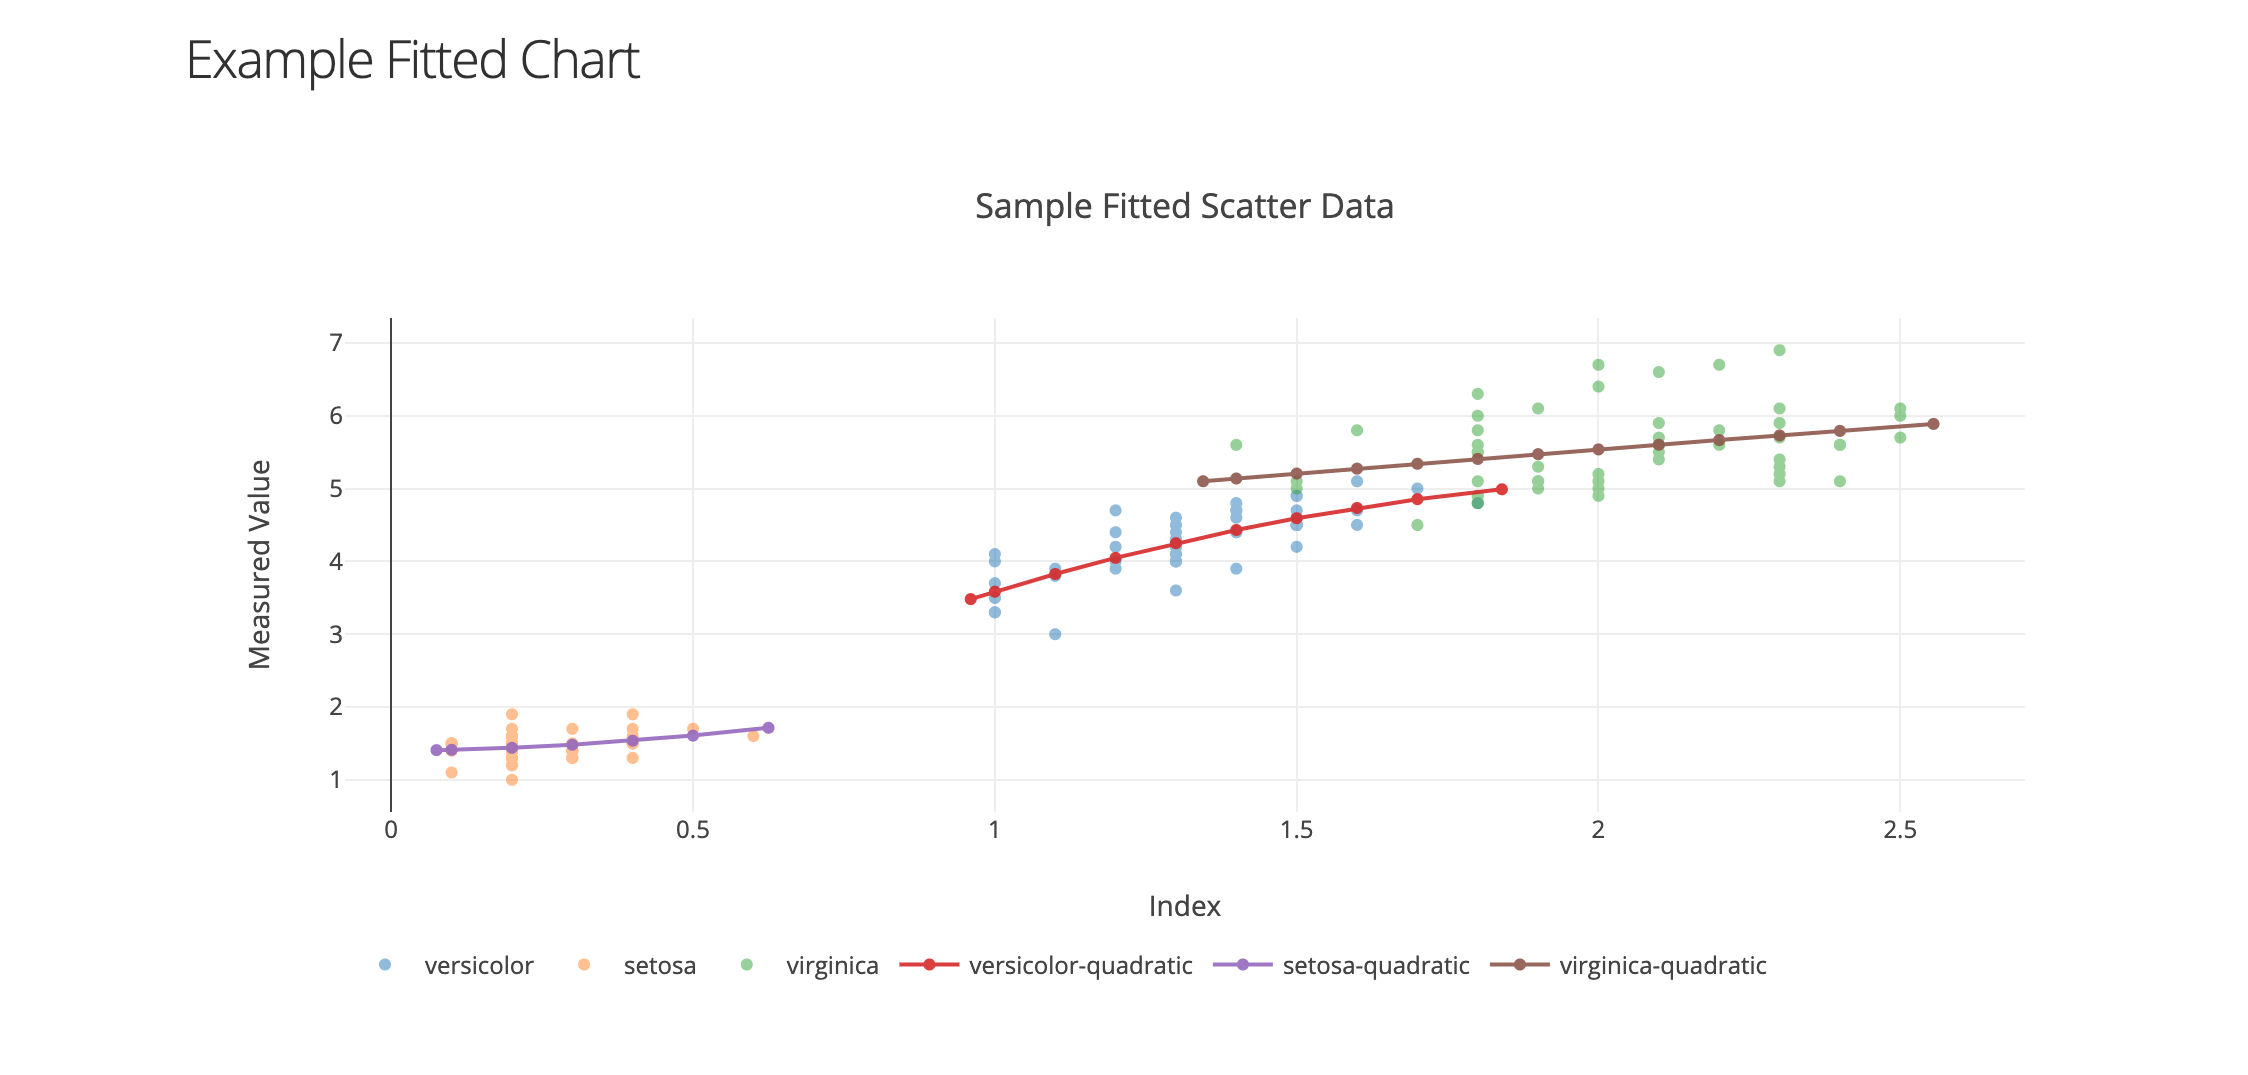 Example Fitted Chart
Sample Fitted Scatter Data
Measured Value
7
6
5
4
3
2
1
0 0.5 1 1.5 2 2.5
Index
versicolor setosa virginica versicolor-quadratic setosa-quadratic virginica-quadratic